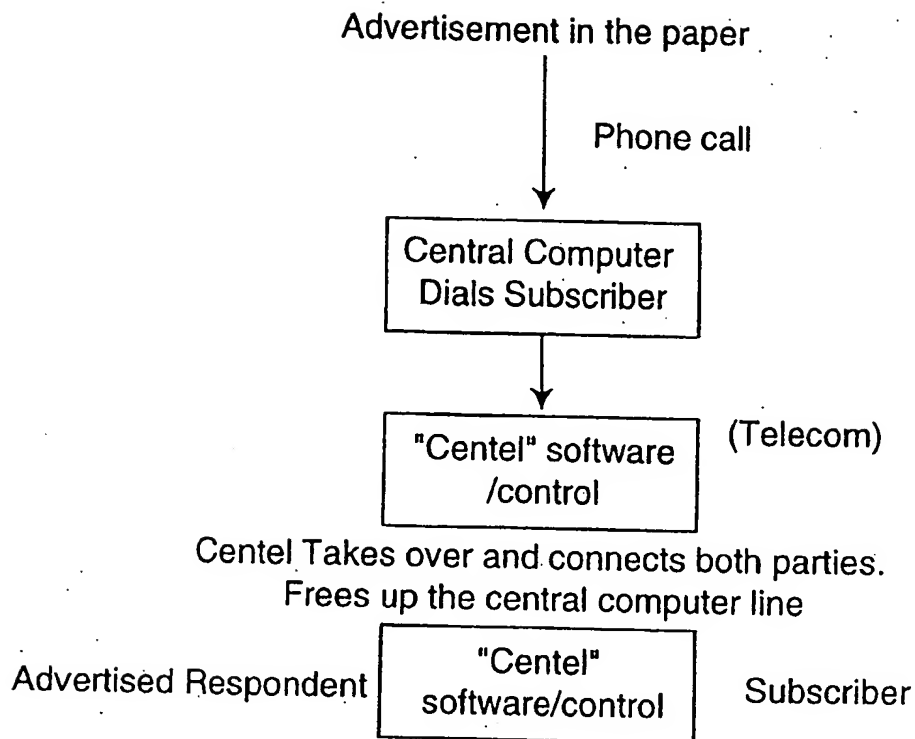 Advertisement in the paper
Phone call
Central Computer
Dials Subscriber
"Centel" software
/control
(Telecom)
Centel Takes over and connects both parties.
Frees up the central computer line
Advertised Respondent
"Centel"
software/control
Subscriber